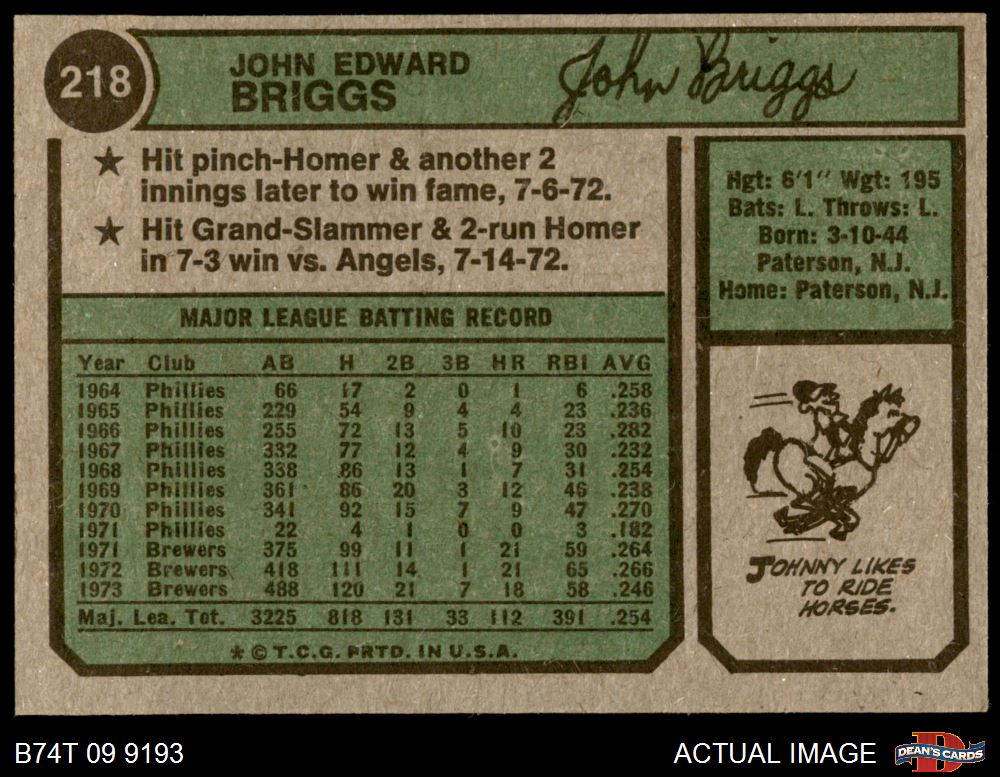 218
JOHN EDWARD
BRIGGS
John Briggs
★ Hit pinch-Homer & another 2
innings later to win fame, 7-6-72.
★ Hit Grand-Slammer & 2-run Homer
in 7-3 win vs. Angels, 7-14-72.
Hgt: 6'1" Wgt: 195
Bats: L. Throws: L.
Born: 3-10-44
Paterson, N.J.
Home: Paterson, N.J.
MAJOR LEAGUE BATTING RECORD
Year Club AB H 2B 3B HR RBI AVG
1964 Phillies 66 17 2 0 1 6 .258
1965 Phillies 229 54 9 4 4 23 .236
1966 Phillies 255 72 13 5 10 23 .282
1967 Phillies 332 77 12 4 9 30 .232
1968 Phillies 338 86 13 1 7 31 .254
1969 Phillies 361 86 20 3 12 46 .238
1970 Phillies 341 92 15 7 9 47 .270
1971 Phillies 22 4 1 0 0 3 .182
1971 Brewers 375 99 11 1 21 59 .264
1972 Brewers 418 111 14 1 21 65 .266
1973 Brewers 488 120 21 7 18 58 .246
Maj. Lea. Tot. 3225 818 131 33 112 391 .254
* © T.C.G. PRTD. IN U.S.A.
JOHNNY LIKES
TO RIDE
HORSES.
B74T 09 9193
ACTUAL IMAGE
DEAN'S CARDS